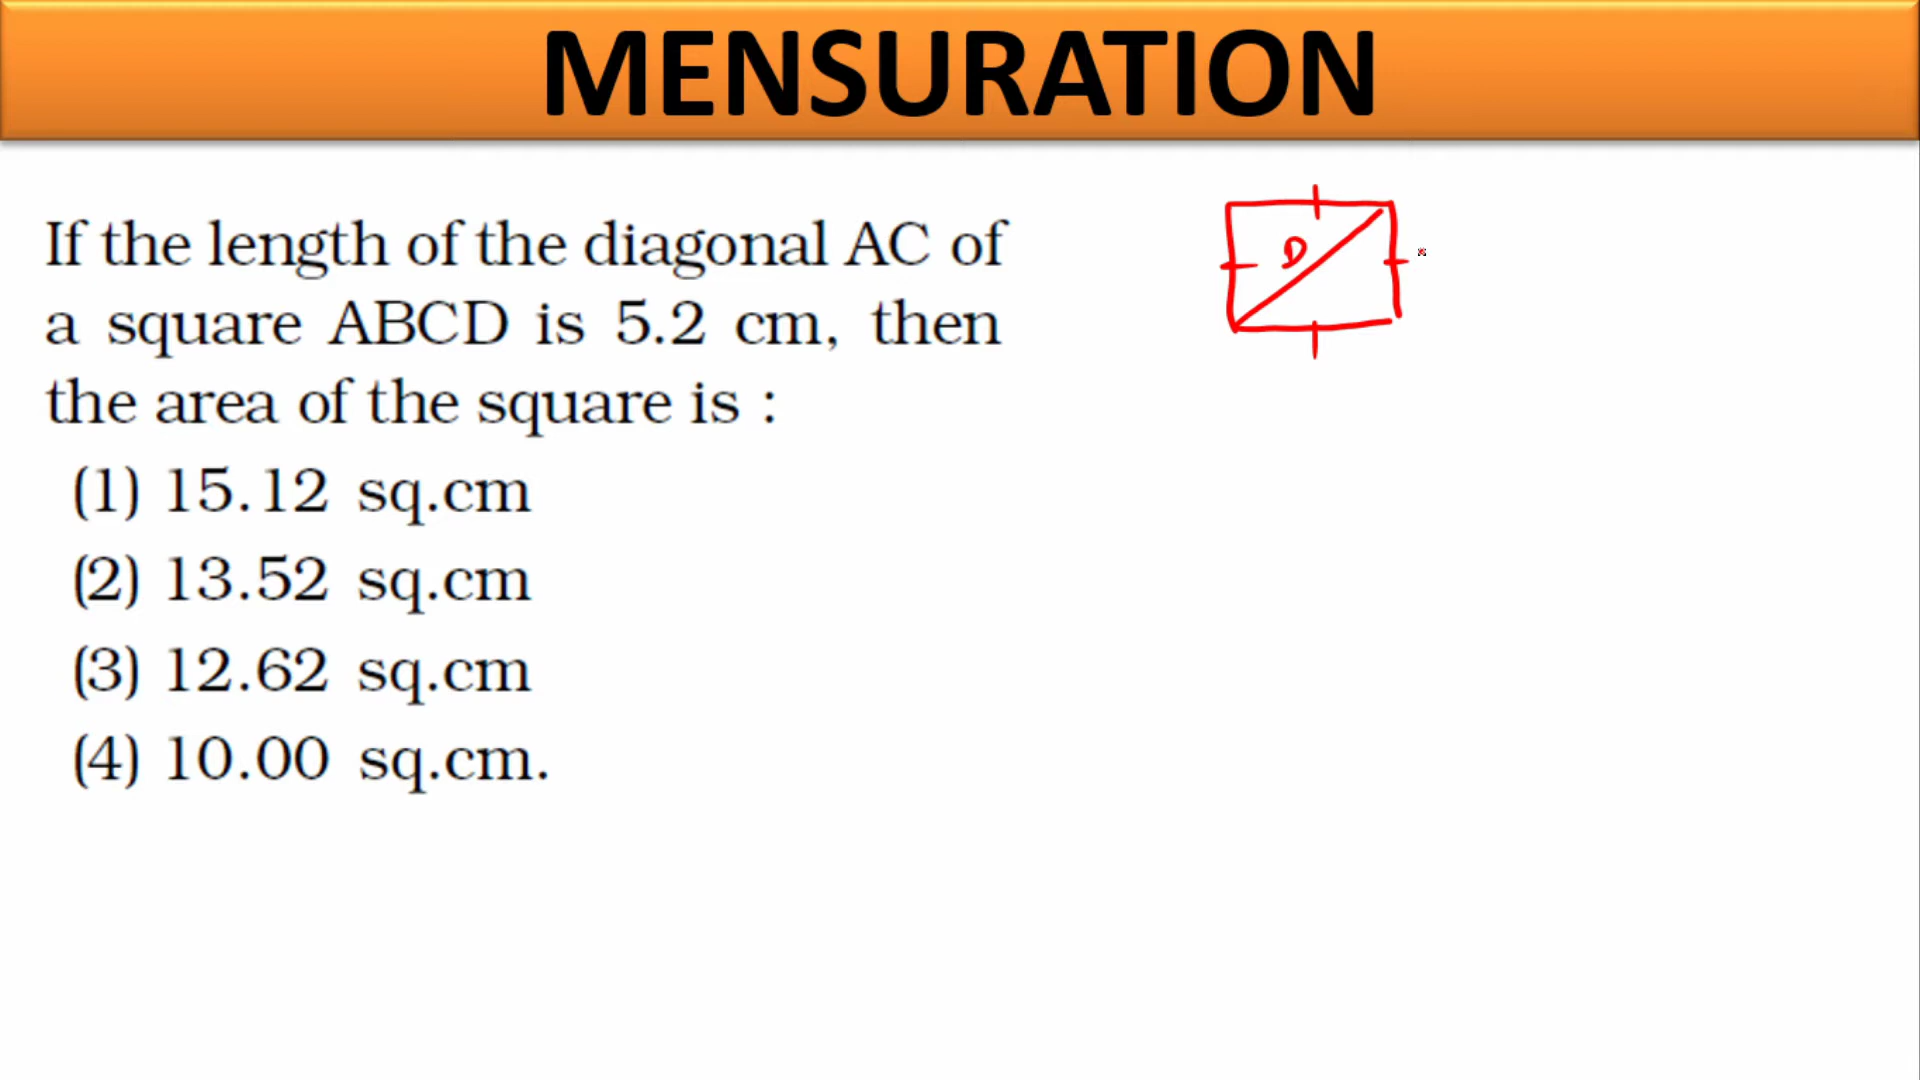 MENSURATION
If the length of the diagonal AC of
a square ABCD is 5.2 cm, then
the area of the square is :
(1) 15.12 sq.cm
(2) 13.52 sq.cm
(3) 12.62 sq.cm
(4) 10.00 sq.cm.
D